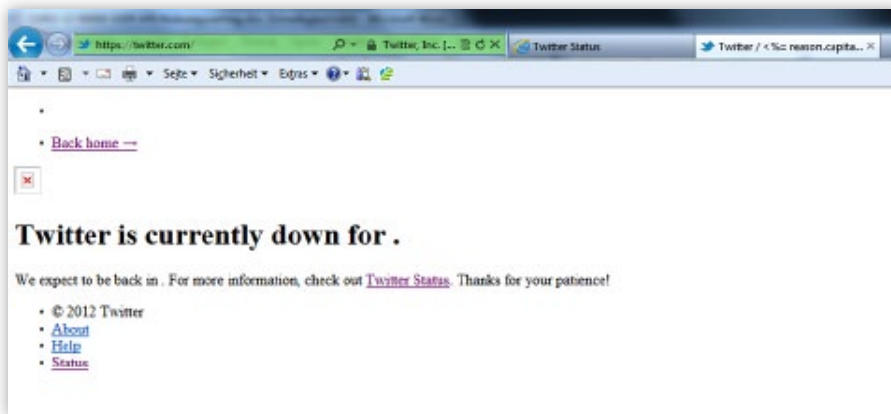 https://twitter.com/
Twitter, Inc. [...
Twitter Status
Twitter / <%= reason.capita...
Seite Sicherheit Extras
Back home →
Twitter is currently down for .
We expect to be back in . For more information, check out Twitter Status. Thanks for your patience!
© 2012 Twitter
About
Help
Status